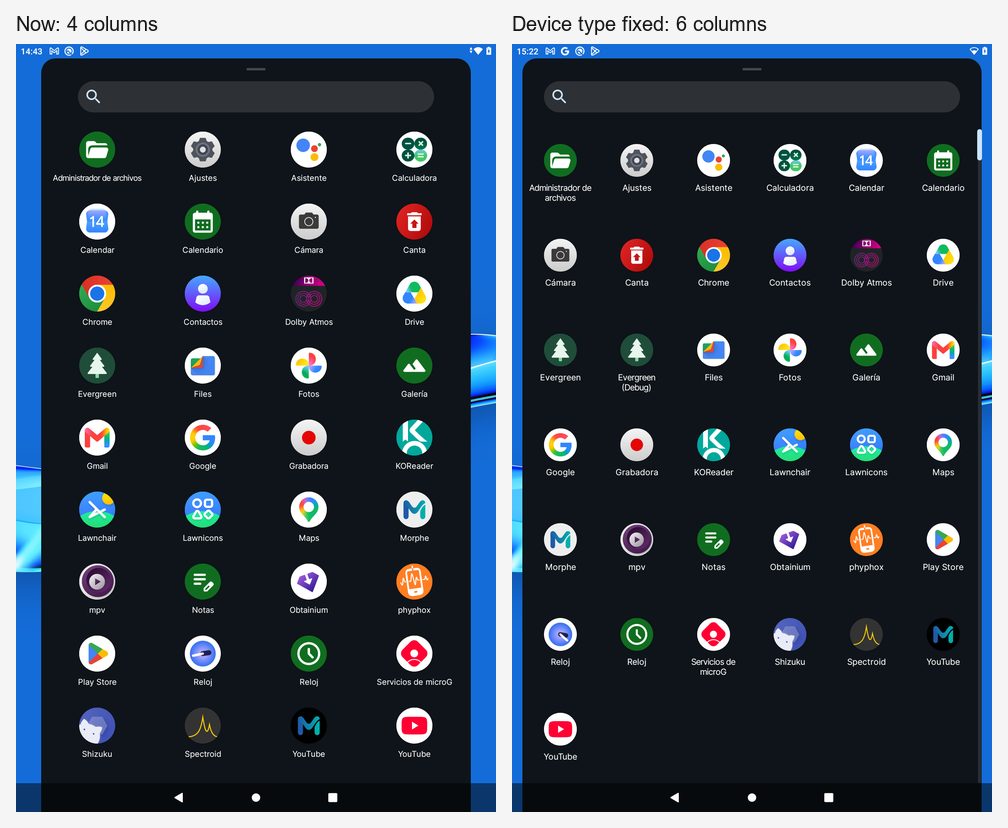 Now: 4 columns
14:43
Administrador de archivos
Ajustes
Asistente
Calculadora
14
Calendar
Calendario
Cámara
Canta
Chrome
Contactos
Dolby Atmos
Drive
Evergreen
Files
Fotos
Galería
Gmail
Google
Grabadora
KOReader
Lawnchair
Lawnicons
Maps
Morphe
mpv
Notas
Obtainium
phyphox
Play Store
Reloj
Reloj
Servicios de microG
Shizuku
Spectroid
YouTube
YouTube
Device type fixed: 6 columns
15:22
Administrador de
archivos
Ajustes
Asistente
Calculadora
14
Calendar
Calendario
Cámara
Canta
Chrome
Contactos
Dolby Atmos
Drive
Evergreen
Evergreen
(Debug)
Files
Fotos
Galería
Gmail
Google
Grabadora
KOReader
Lawnchair
Lawnicons
Maps
Morphe
mpv
Notas
Obtainium
phyphox
Play Store
Reloj
Reloj
Servicios de
microG
Shizuku
Spectroid
YouTube
YouTube